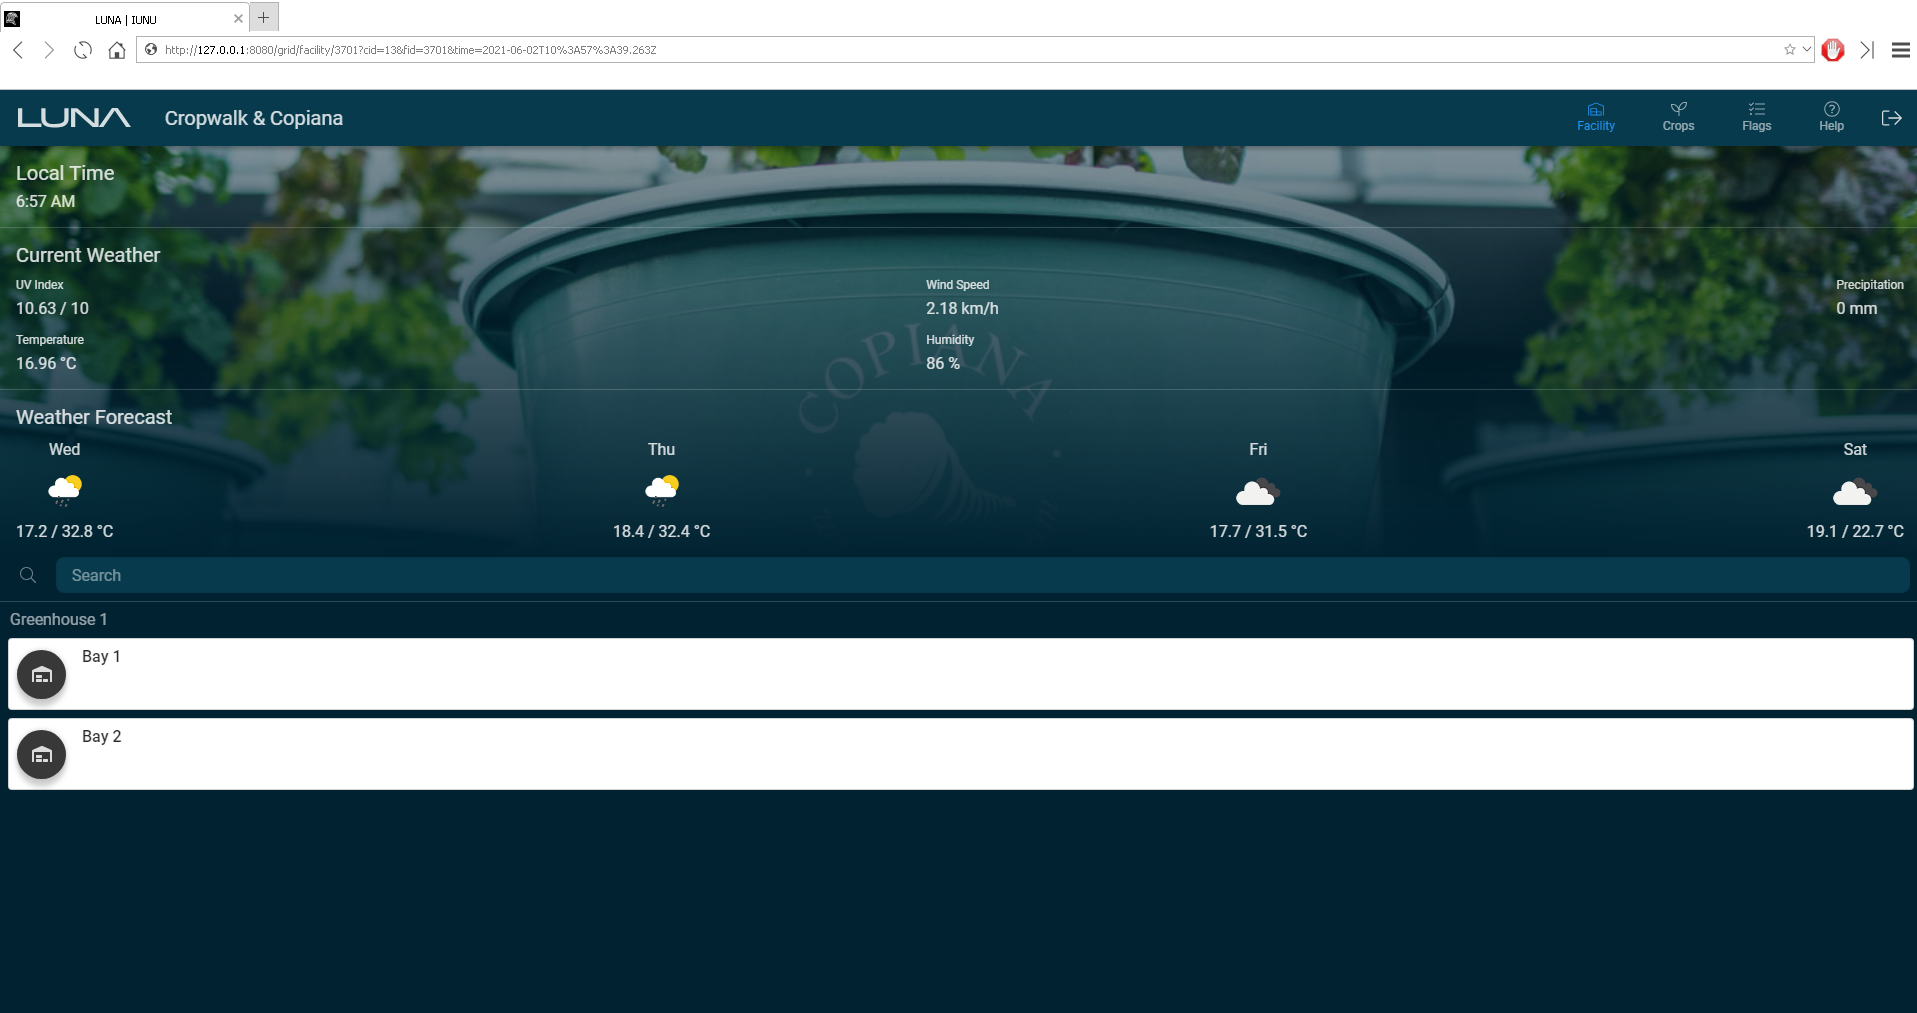 LUNA | IUNU
http://127.0.0.1:8080/grid/facility/3701?cid=13&fid=3701&time=2021-06-02T10%3A57%3A39.263Z
LUNA Cropwalk & Copiana Facility Crops Flags Help
Local Time
6:57 AM
Current Weather
UV Index Wind Speed Precipitation
10.63 / 10 2.18 km/h 0 mm
Temperature Humidity
16.96 °C 86 %
COPIANA
Weather Forecast
Wed Thu Fri Sat
17.2 / 32.8 °C 18.4 / 32.4 °C 17.7 / 31.5 °C 19.1 / 22.7 °C
Search
Greenhouse 1
Bay 1
Bay 2